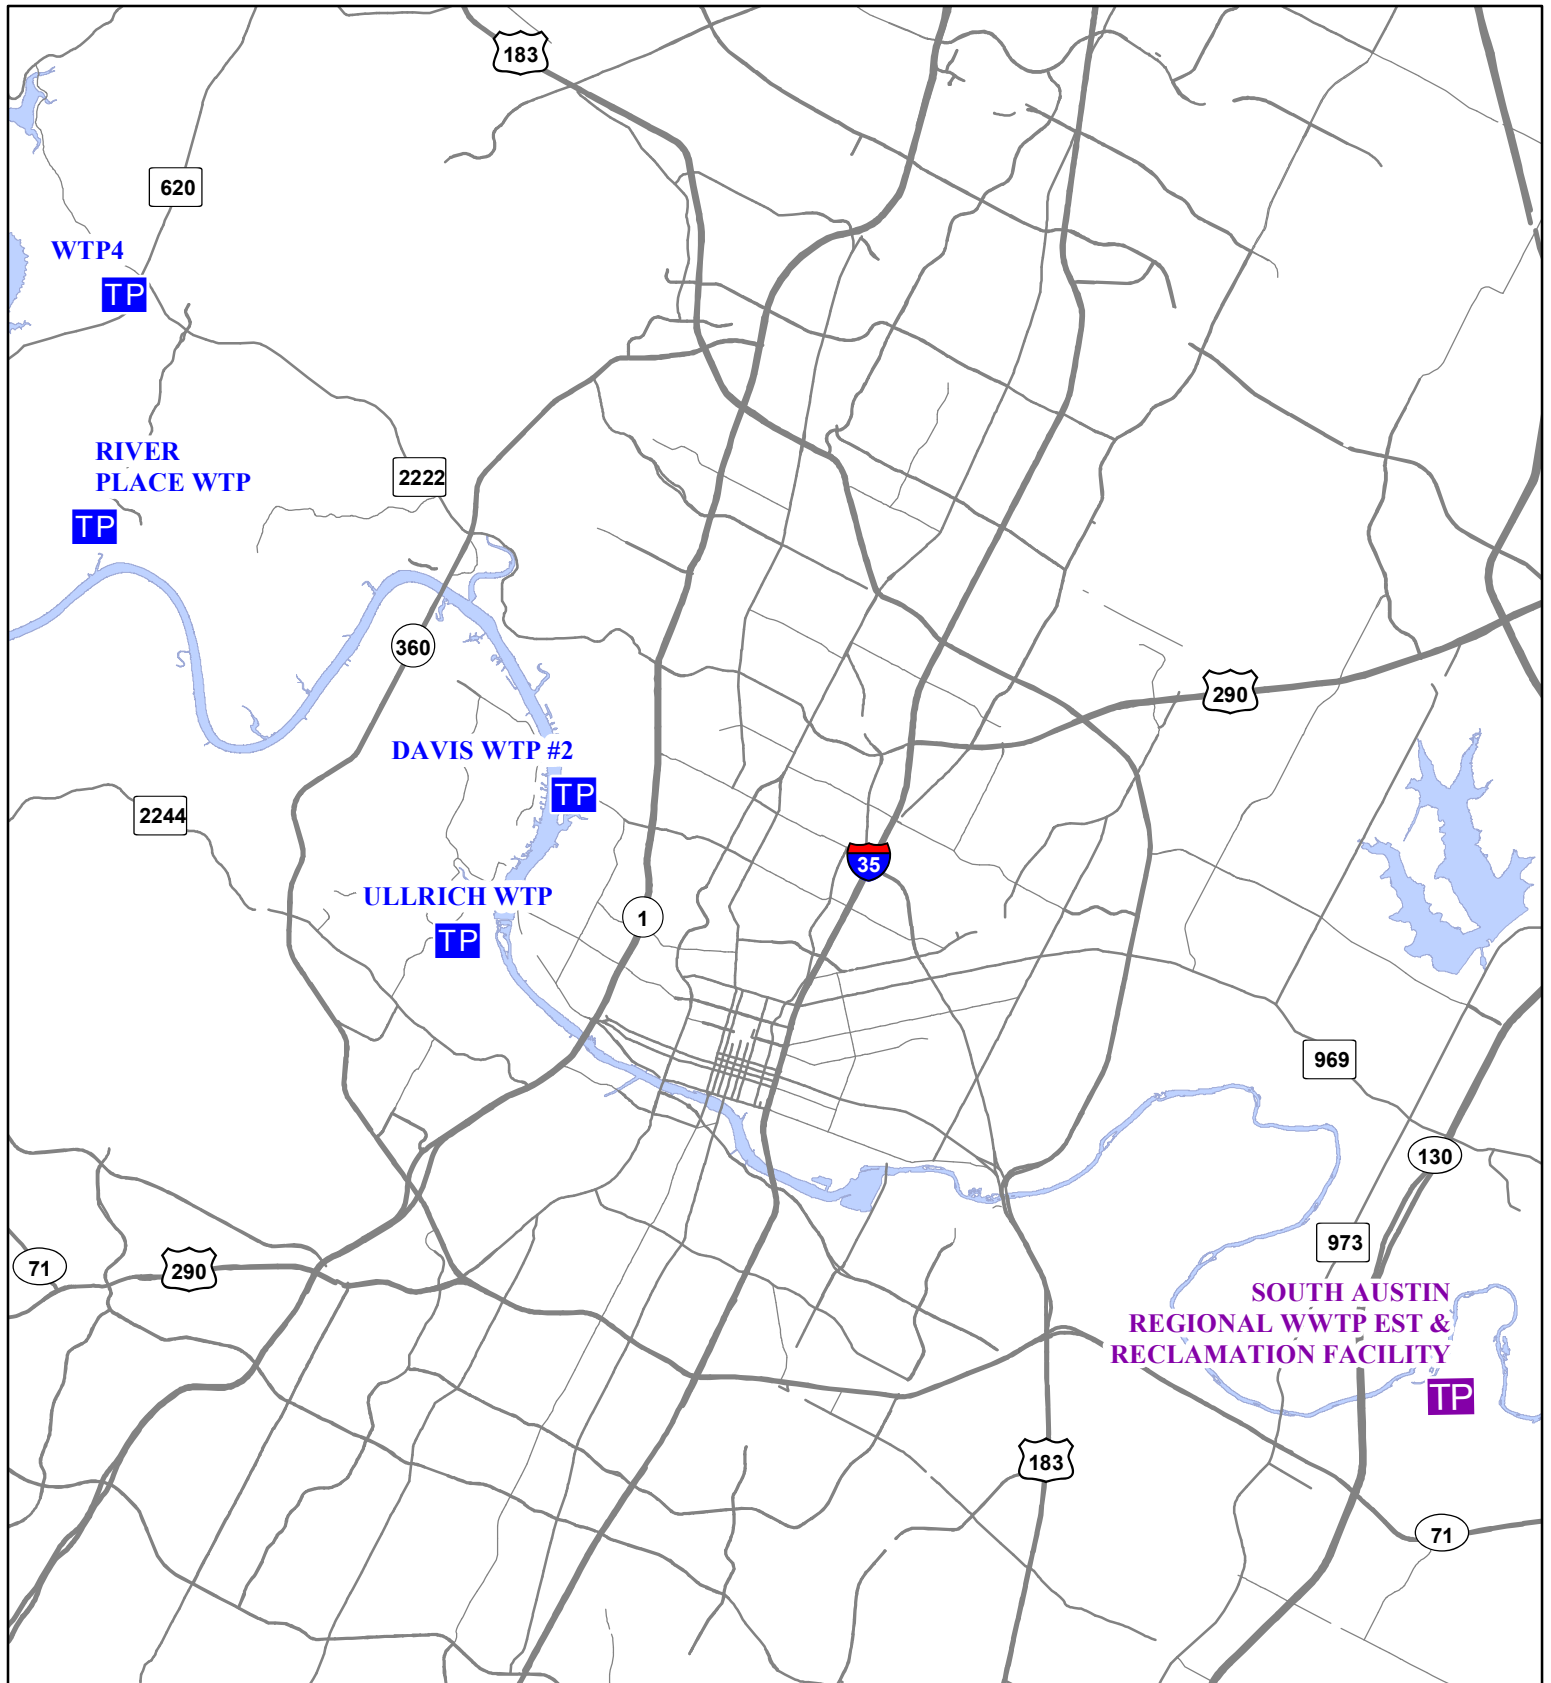 183
620
WTP4
TP
RIVER
PLACE WTP
TP
2222
360
290
DAVIS WTP #2
TP
2244
35
ULLRICH WTP
TP
1
969
130
973
71
290
SOUTH AUSTIN
REGIONAL WWTP EST &
RECLAMATION FACILITY
TP
183
71